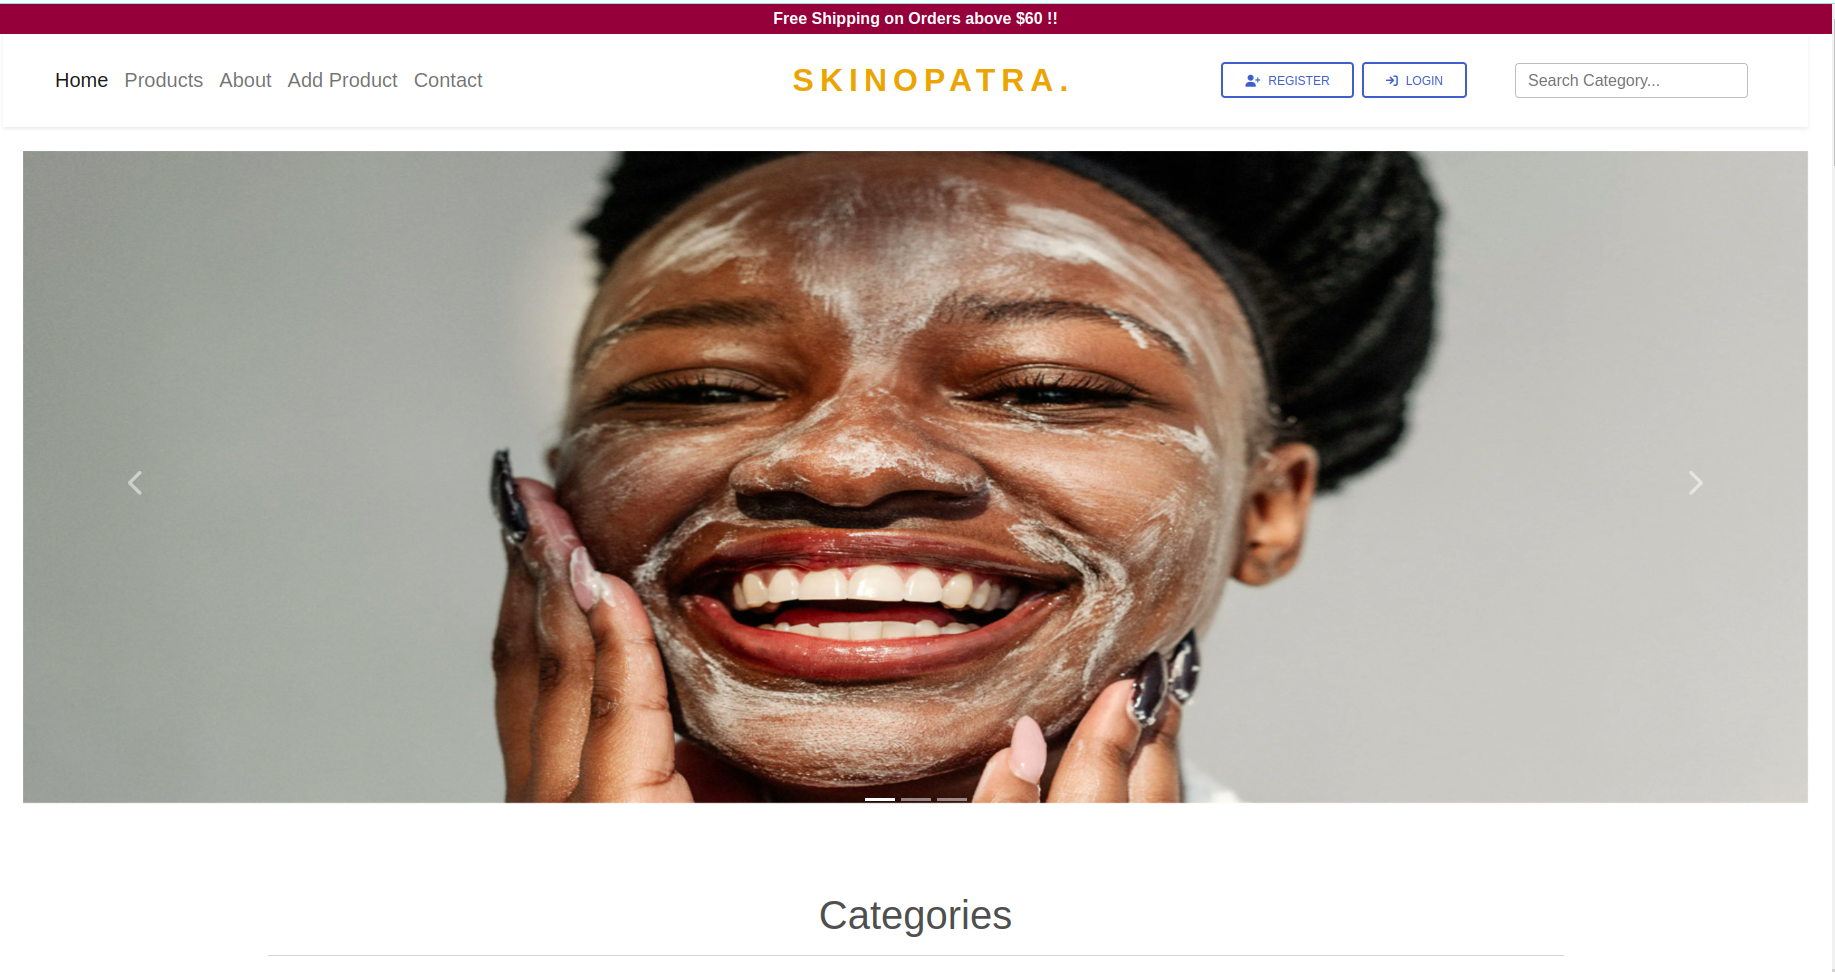 Free Shipping on Orders above $60 !!
Home Products About Add Product Contact
SKINOPATRA.
REGISTER
LOGIN
Search Category...
Categories